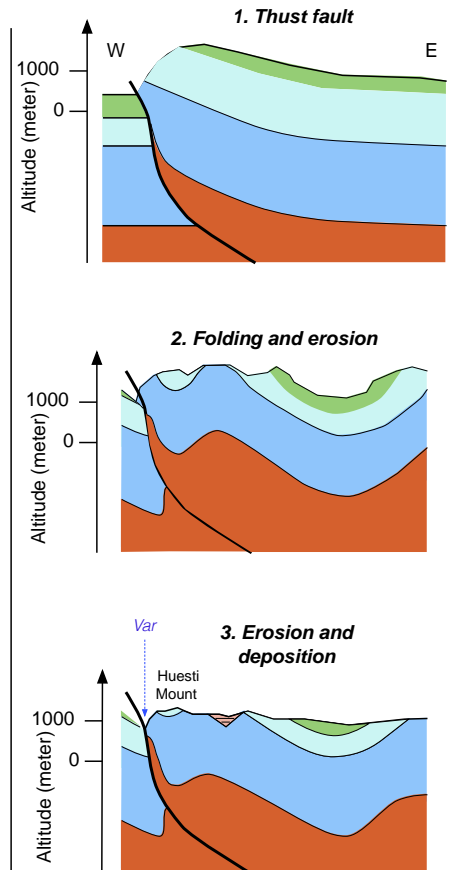 1. Thust fault
W
E
1000
0
Altitude (meter)
2. Folding and erosion
1000
0
Altitude (meter)
Var
3. Erosion and
deposition
Huesti
Mount
1000
0
Altitude (meter)